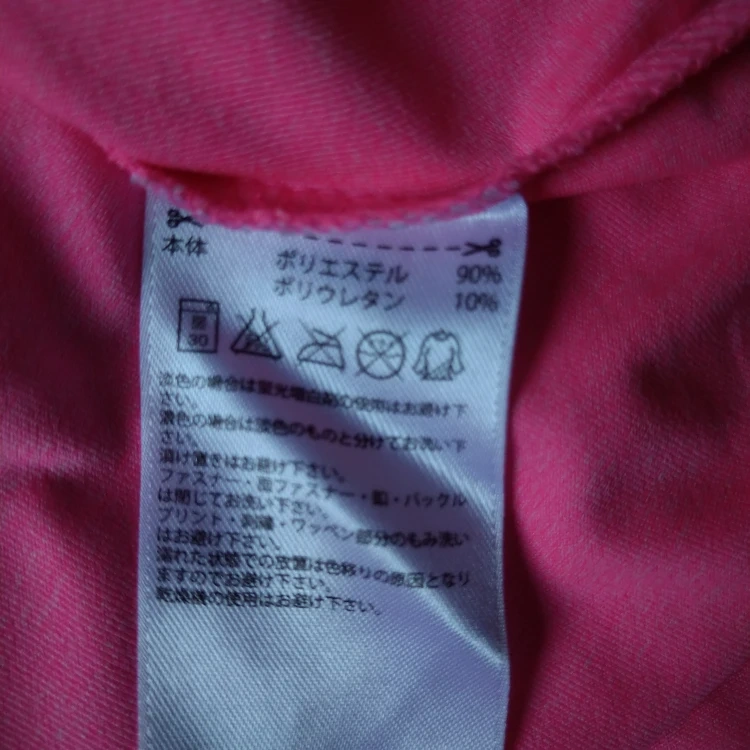 本体
ポリエステル 90%
ポリウレタン 10%
弱
30
淡色の場合は蛍光増白剤の使用はお避け下
さい。
濃色の場合は淡色のものと分けてお洗い下
さい。
漬け置きはお避け下さい。
ファスナー・面ファスナー・釦・バックル
は閉じてお洗い下さい。
プリント・刺繍・ワッペン部分のもみ洗い
はお避け下さい。
濡れた状態での放置は色移りの原因となり
ますのでお避け下さい。
乾燥機の使用はお避け下さい。